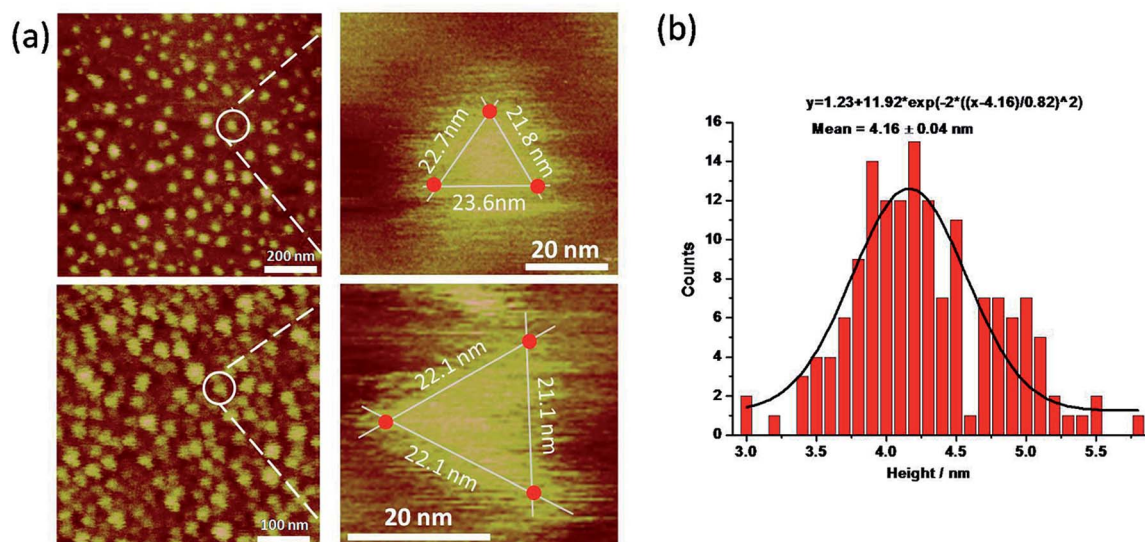 (a)
200 nm
22.7nm
21.8 nm
23.6nm
20 nm
100 nm
22.1 nm
21.1 nm
22.1 nm
20 nm
(b)
y=1.23+11.92*exp(-2*((x-4.16)/0.82)^2)
Mean = 4.16 ± 0.04 nm
16
14
12
10
8
6
4
2
0
Counts
3.0 3.5 4.0 4.5 5.0 5.5
Height / nm